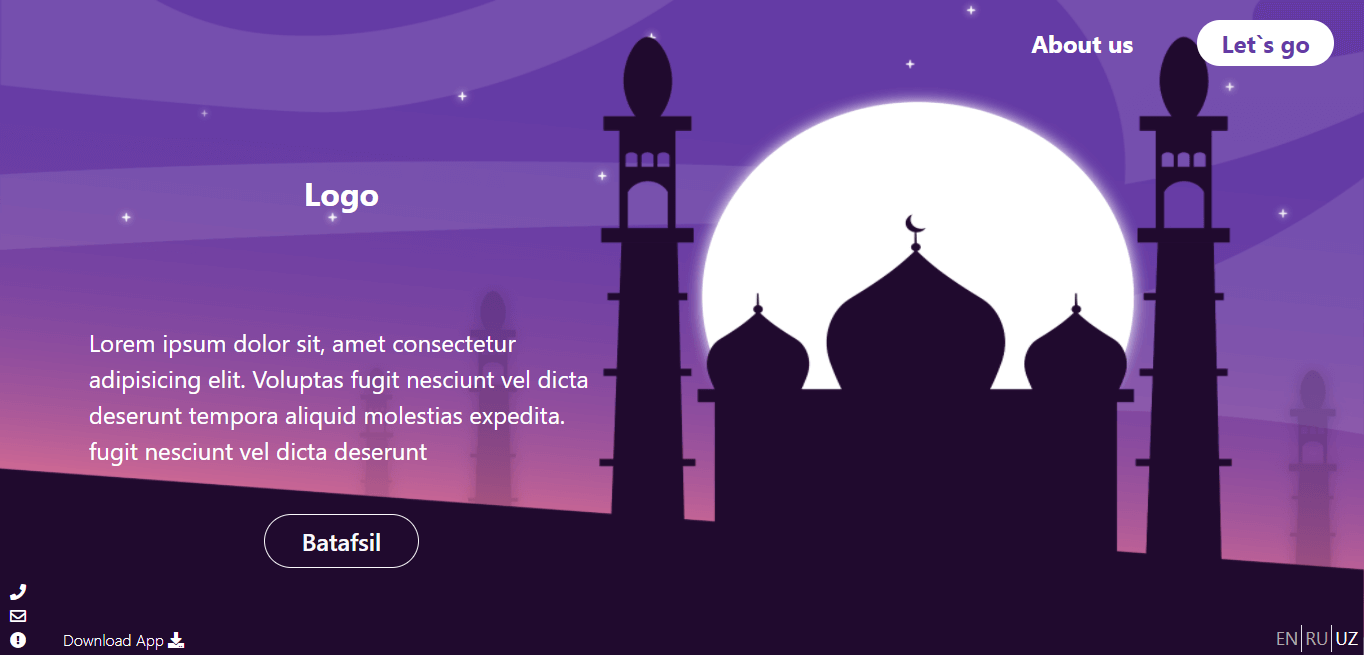 About us
Let`s go
Logo
Lorem ipsum dolor sit, amet consectetur
adipisicing elit. Voluptas fugit nesciunt vel dicta
deserunt tempora aliquid molestias expedita.
fugit nesciunt vel dicta deserunt
Batafsil
Download App
EN|RU|UZ